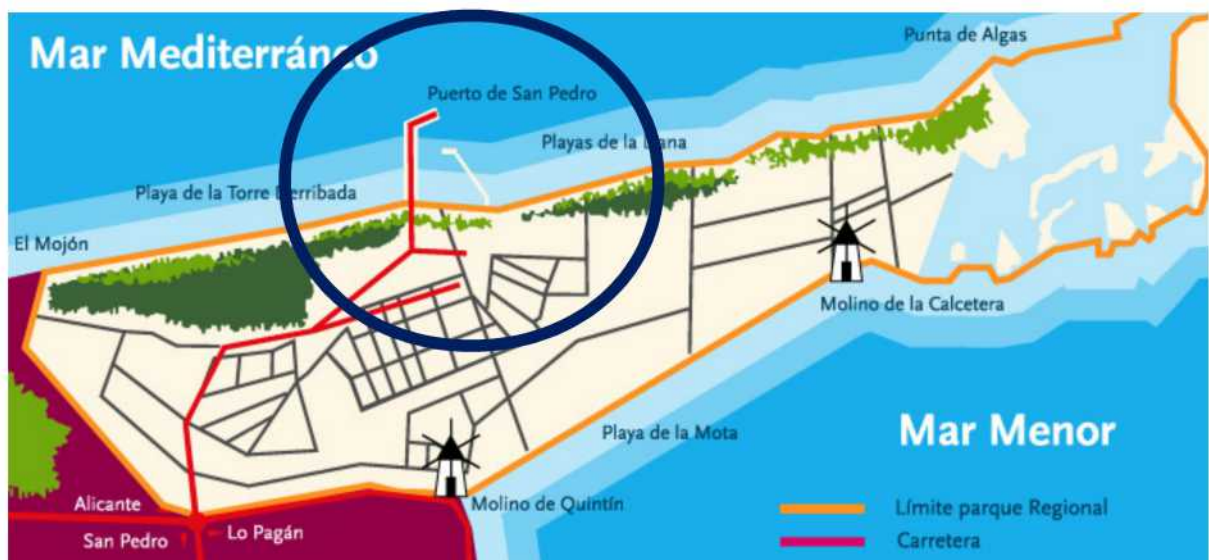 Mar Mediterráneo
Punta de Algas
Puerto de San Pedro
Playas de la Llana
Playa de la Torre Derribada
El Mojón
Molino de la Calcetera
Playa de la Mota
Mar Menor
Molino de Quintín
Alicante
San Pedro
Lo Pagán
Límite parque Regional
Carretera